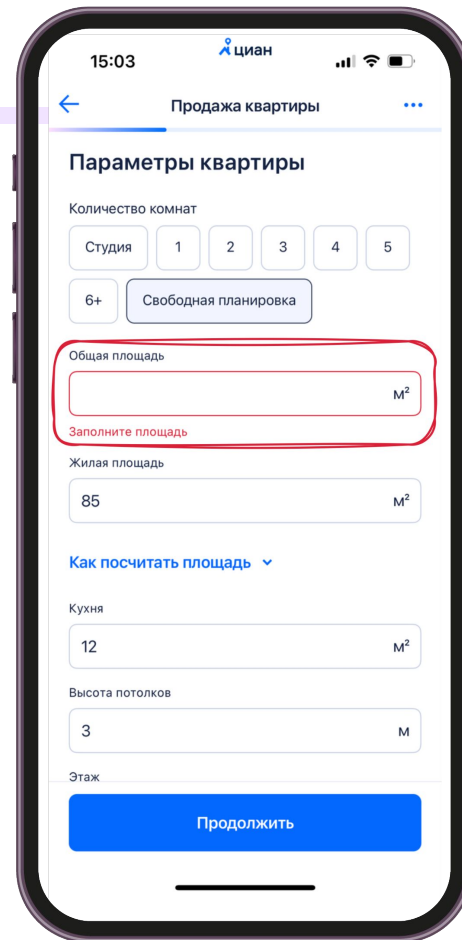 15:03
циан
Продажа квартиры
Параметры квартиры
Количество комнат
Студия 1 2 3 4 5
6+ Свободная планировка
Общая площадь
м²
Заполните площадь
Жилая площадь
85 м²
Как посчитать площадь
Кухня
12 м²
Высота потолков
3 м
Этаж
Продолжить